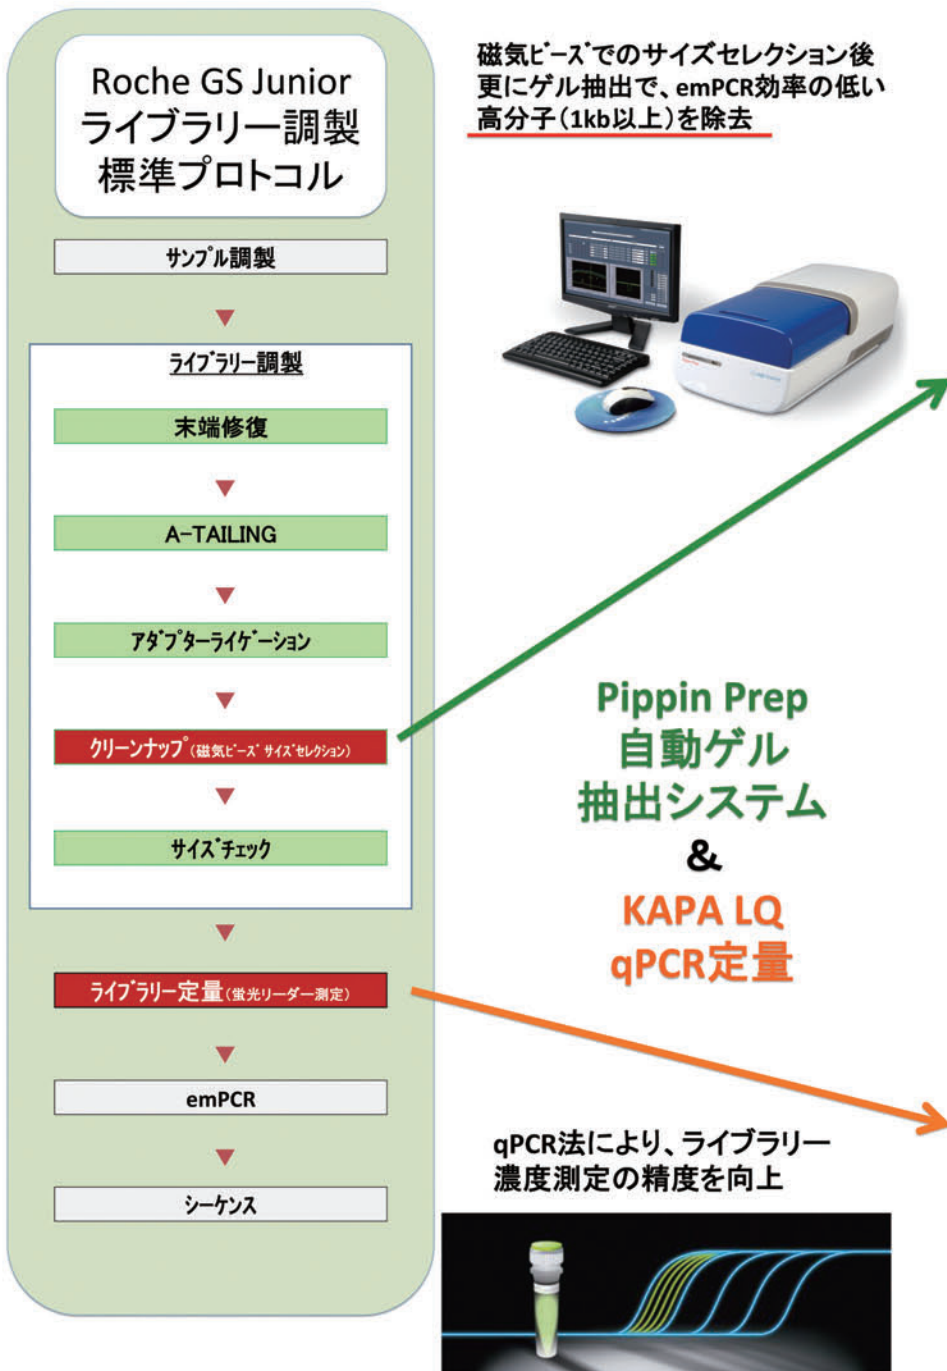 Roche GS Junior
ライブラリー調製
標準プロトコル
サンプル調製
ライブラリー調製
末端修復
A-TAILING
アダプターライゲーション
クリーンナップ(磁気ビーズ サイズセレクション)
サイズチェック
ライブラリー定量(蛍光リーダー測定)
emPCR
シーケンス
磁気ビーズでのサイズセレクション後
更にゲル抽出で、emPCR効率の低い
高分子(1kb以上)を除去
Pippin Prep
自動ゲル
抽出システム
&
KAPA LQ
qPCR定量
qPCR法により、ライブラリー
濃度測定の精度を向上